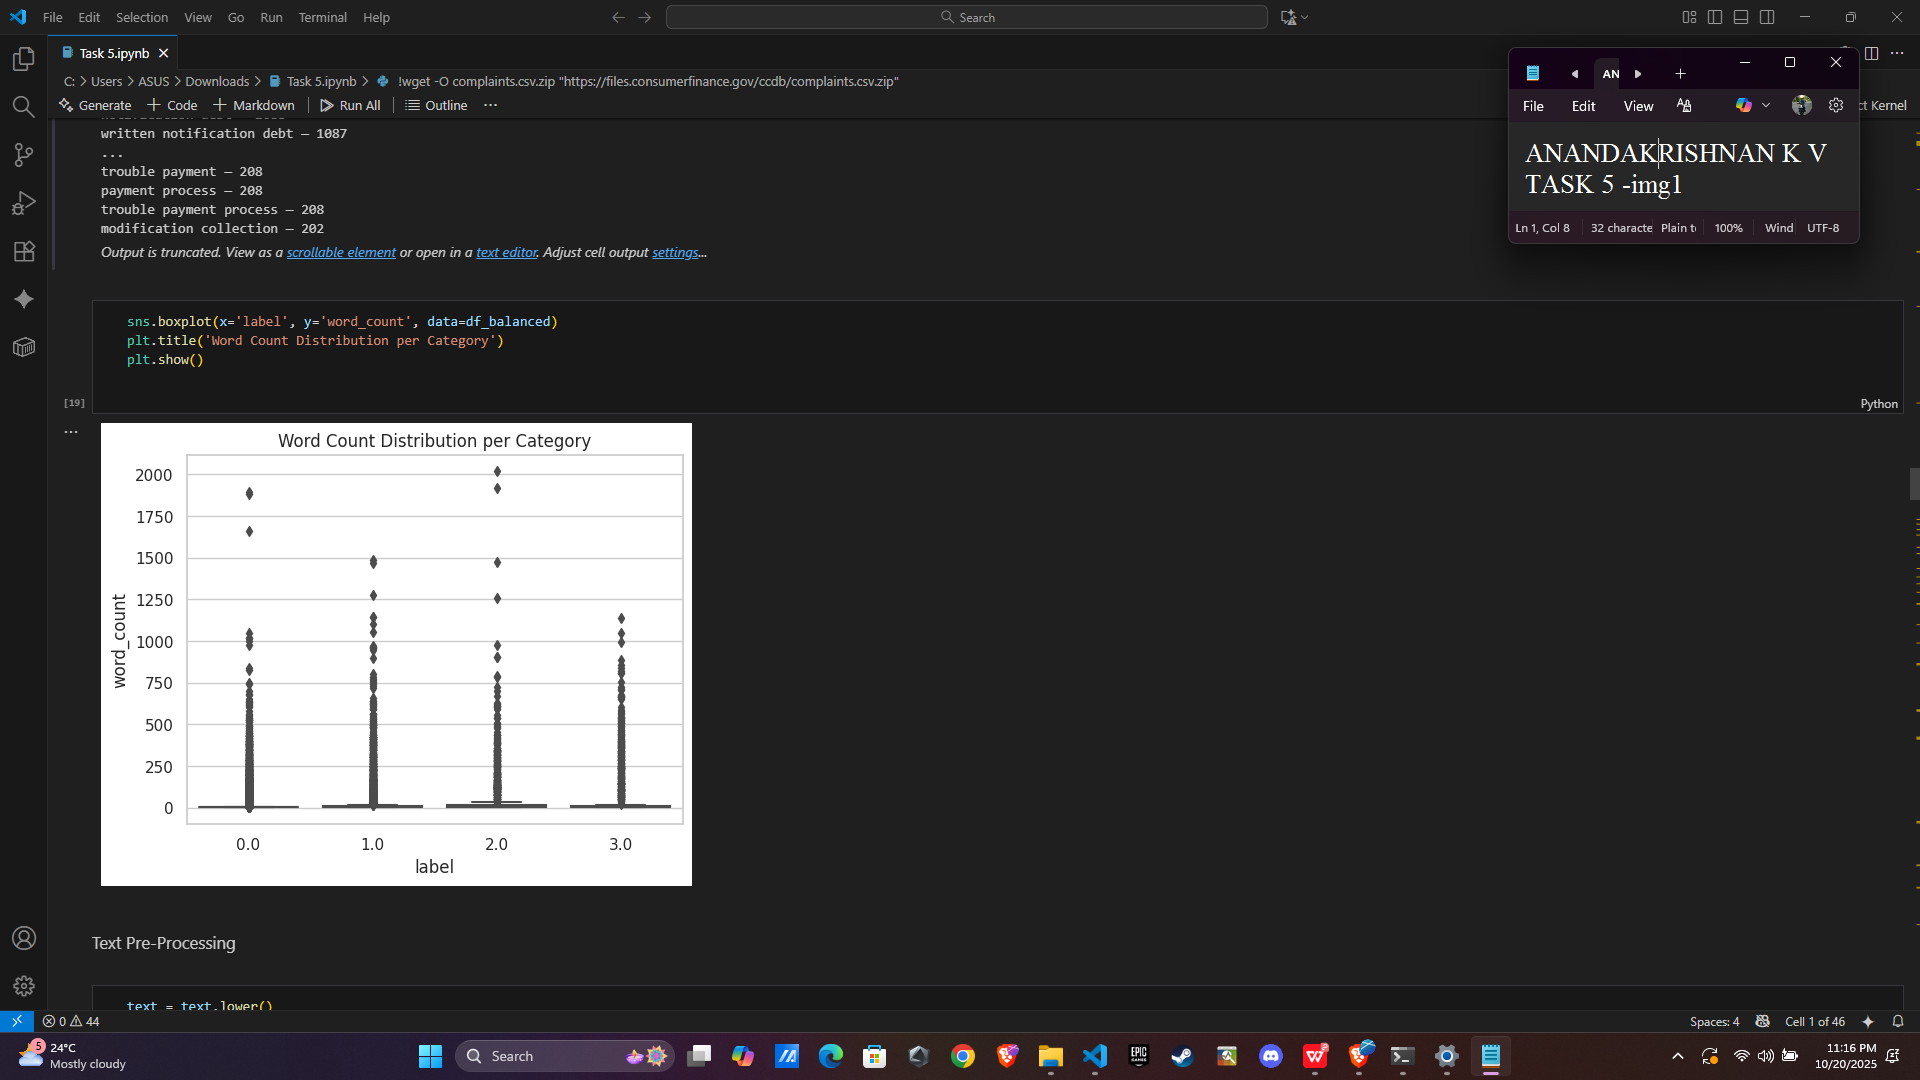 File Edit Selection View Go Run Terminal Help
Search
Task 5.ipynb
C: > Users > ASUS > Downloads > Task 5.ipynb > !wget -O complaints.csv.zip "https://files.consumerfinance.gov/ccdb/complaints.csv.zip"
Generate + Code + Markdown Run All Outline ...
ct Kernel
written notification debt — 1087
...
trouble payment — 208
payment process — 208
trouble payment process — 208
modification collection — 202
Output is truncated. View as a scrollable element or open in a text editor. Adjust cell output settings...
AN
File Edit View
ANANDAKRISHNAN K V
TASK 5 -img1
Ln 1, Col 8 32 characte Plain t 100% Wind UTF-8
sns.boxplot(x='label', y='word_count', data=df_balanced)
plt.title('Word Count Distribution per Category')
plt.show()
[19]
Python
...
Word Count Distribution per Category
2000
1750
1500
1250
1000
750
500
250
0
word_count
0.0 1.0 2.0 3.0
label
Text Pre-Processing
text = text.lower()
0 44
Spaces: 4 Cell 1 of 46
5
24°C
Mostly cloudy
Search
EPIC GAMES
11:16 PM
10/20/2025